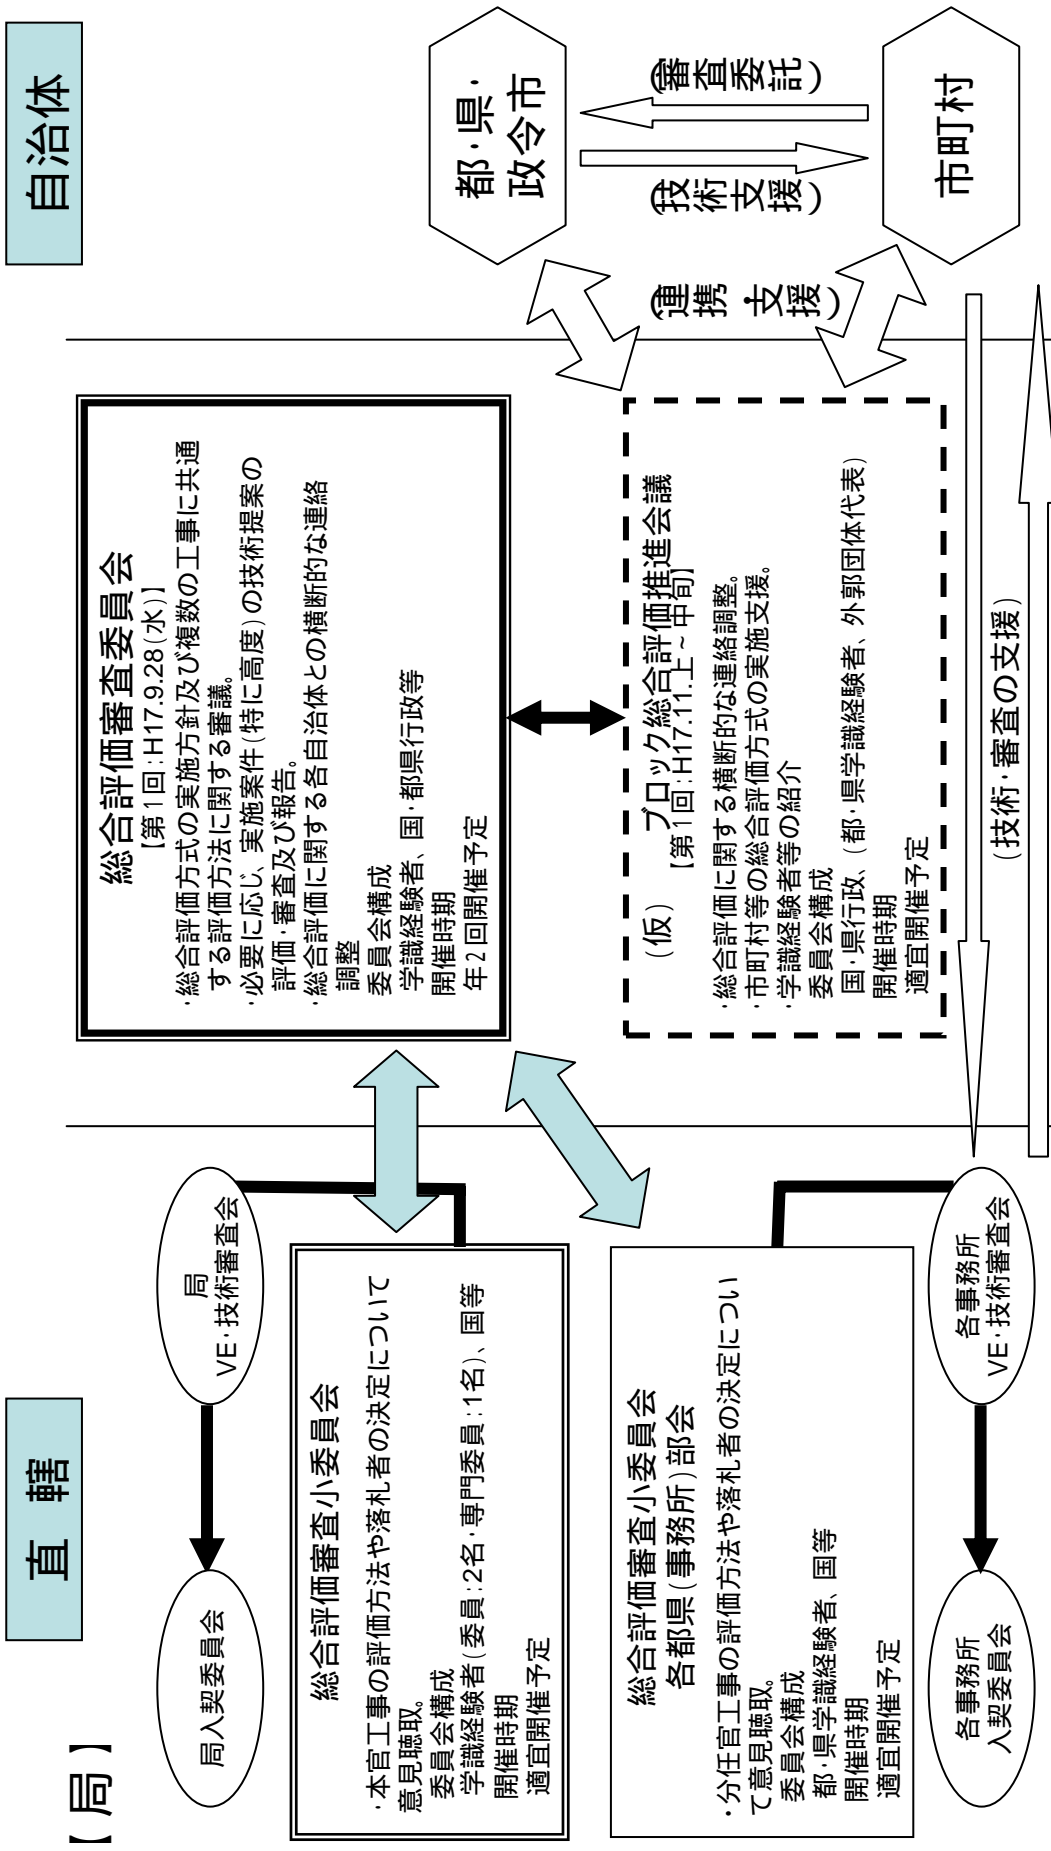 【局】
直 轄
自治体
局入契委員会
局
VE・技術審査会
総合評価審査小委員会
・本官工事の評価方法や落札者の決定について
意見聴取。
委員会構成
学識経験者（委員：2名・専門委員：1名）、国等
開催時期
適宜開催予定
総合評価審査小委員会
各都県（事務所）部会
・分任官工事の評価方法や落札者の決定につい
て意見聴取。
委員会構成
都・県学識経験者、国等
開催時期
適宜開催予定
各事務所
入契委員会
各事務所
VE・技術審査会
総合評価審査委員会
【第1回：H17.9.28（水）】
・総合評価方式の実施方針及び複数の工事に共通
する評価方法に関する審議。
・必要に応じ、実施案件（特に高度）の技術提案の
評価・審査及び報告。
・総合評価に関する各自治体との横断的な連絡
調整
委員会構成
学識経験者、国・都県行政等
開催時期
年2回開催予定
（仮） ブロック総合評価推進会議
【第1回：H17.11.上～中旬】
・総合評価に関する横断的な連絡調整。
・市町村等の総合評価方式の実施支援。
・学識経験者等の紹介
委員会構成
国・県行政、（都・県学識経験者、外郭団体代表）
開催時期
適宜開催予定
（技術・審査の支援）
都・県・
政令市
（連携・支援）
（技術支援）
（審査委託）
市町村